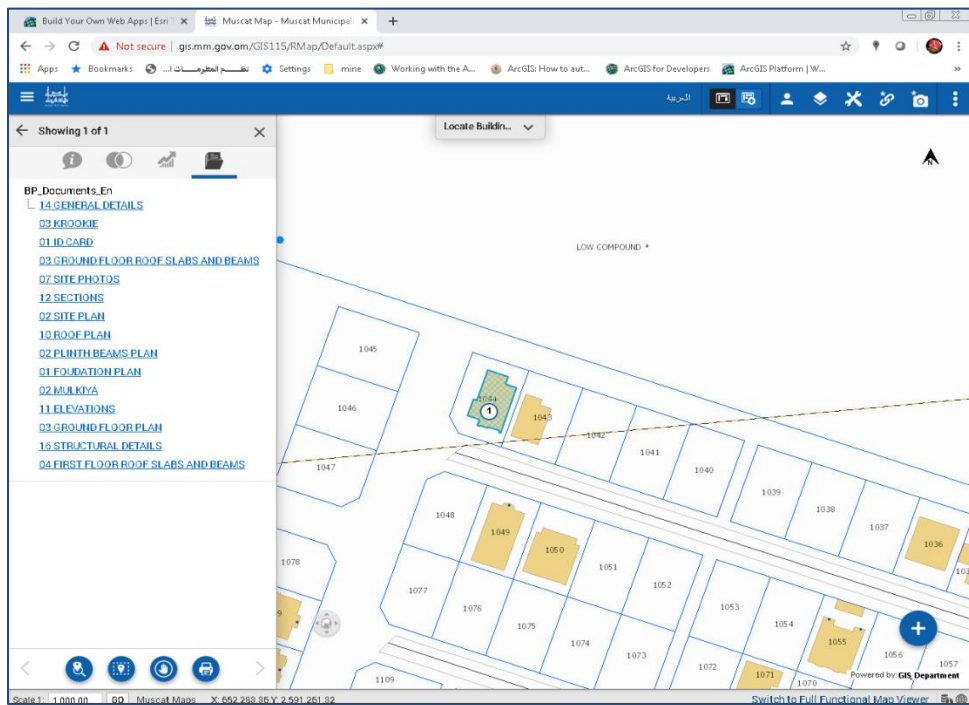 Build Your Own Web Apps | Esri T
Muscat Map - Muscat Municipali
Not secure | gis.mm.gov.om/GIS115/RMap/Default.aspx#
Apps
Bookmarks
Settings
mine
Working with the A...
ArcGIS: How to aut...
ArcGIS for Developers
ArcGIS Platform | W...
العربية
Showing 1 of 1
Locate Buildin...
N
BP_Documents_En
14 GENERAL DETAILS
03 KROOKIE
01 ID CARD
03 GROUND FLOOR ROOF SLABS AND BEAMS
07 SITE PHOTOS
12 SECTIONS
02 SITE PLAN
10 ROOF PLAN
02 PLINTH BEAMS PLAN
01 FOUDATION PLAN
02 MULKIYA
11 ELEVATIONS
03 GROUND FLOOR PLAN
16 STRUCTURAL DETAILS
04 FIRST FLOOR ROOF SLABS AND BEAMS
LOW COMPOUND *
1045
1046
1044
1
1043
1042
1047
1041
1040
1039
1038
1037
1036
1048
1049
1050
1051
1052
1078
1077
1076
1075
1074
1073
1053
1054
1055
1056
1057
1072
1071
1070
1109
Powered by: GIS, Department
Scale 1: 1,000.00 GO Muscat Maps X: 652,283.86 Y: 2,591,261.82
Switch to Full Functional Map Viewer